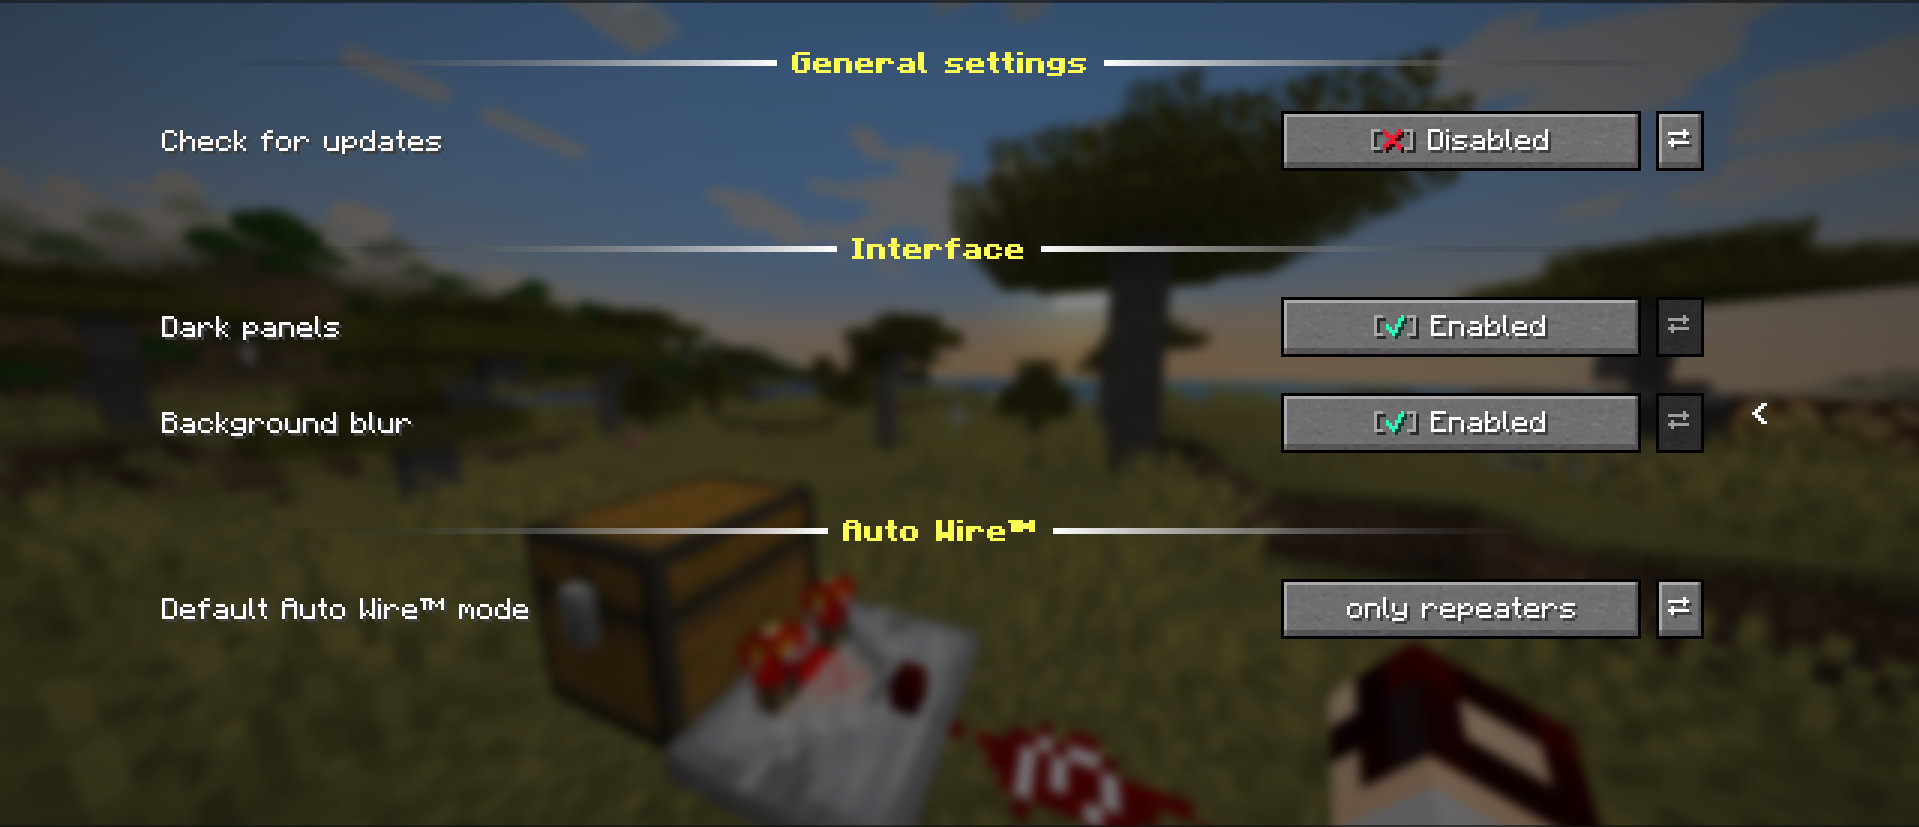 General settings
Check for updates
[✗] Disabled
Interface
Dark panels
[✓] Enabled
Background blur
[✓] Enabled
Auto Wire™
Default Auto Wire™ mode
only repeaters